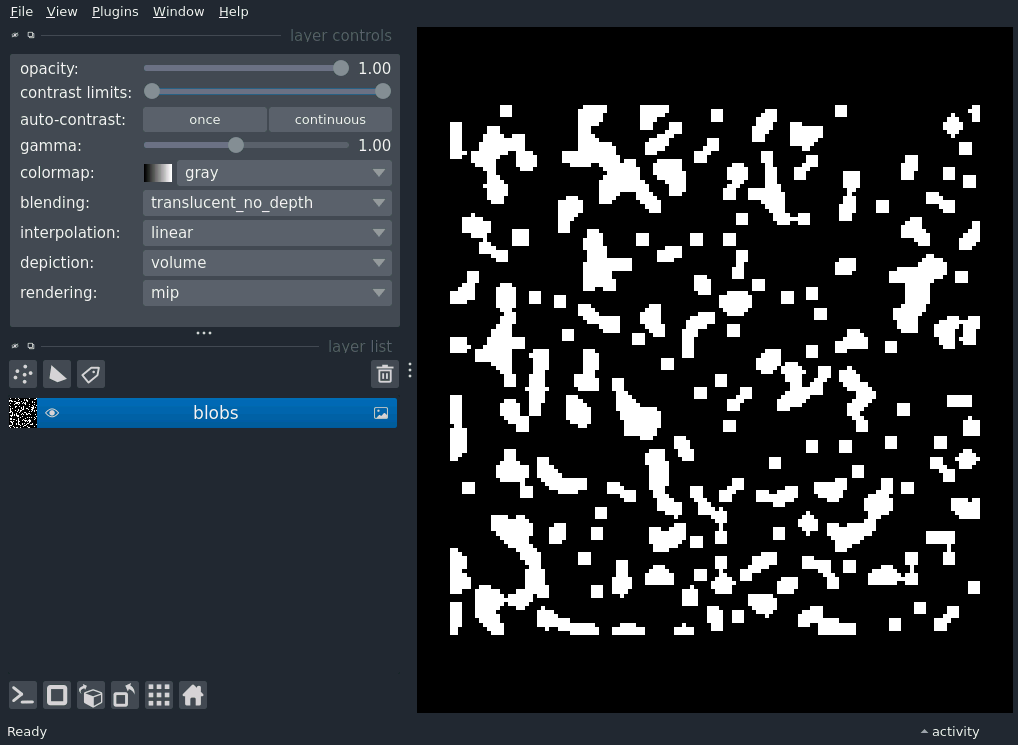 File View Plugins Window Help
layer controls
opacity: 1.00
contrast limits:
auto-contrast: once continuous
gamma: 1.00
colormap: gray
blending: translucent_no_depth
interpolation: linear
depiction: volume
rendering: mip
layer list
blobs
Ready activity